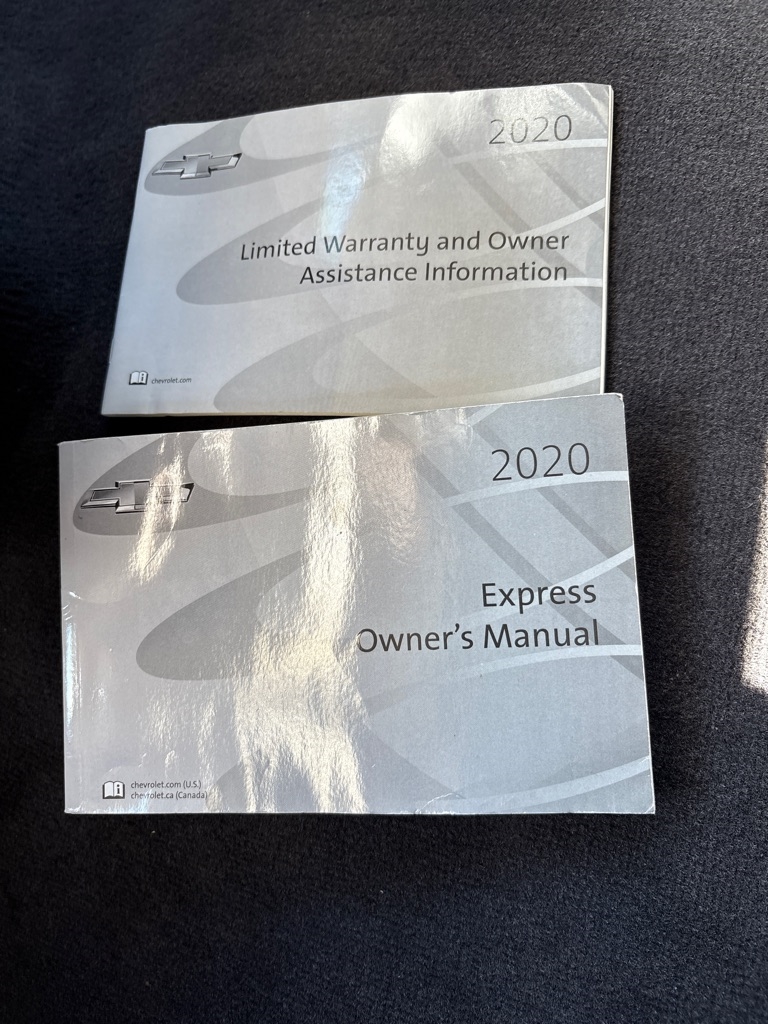 2020
Limited Warranty and Owner
Assistance Information
chevrolet.com
2020
Express
Owner's Manual
chevrolet.com (U.S.)
chevrolet.ca (Canada)